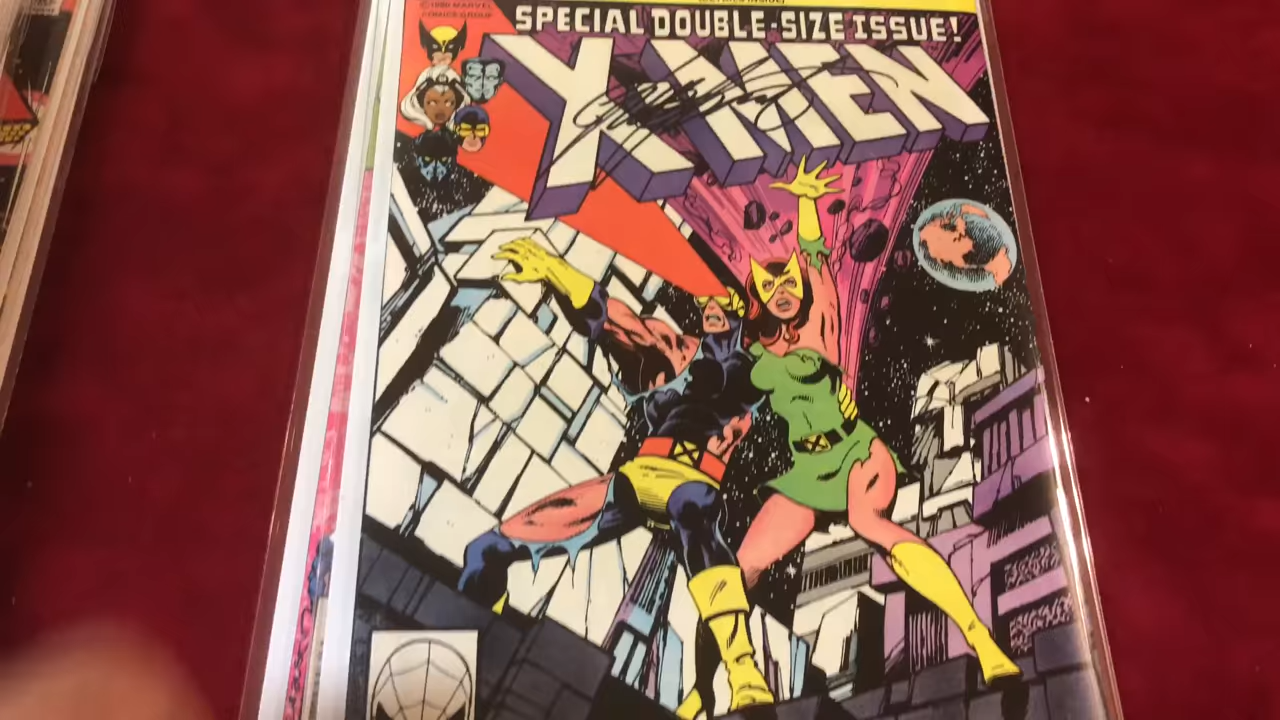 ©1980 MARVEL
COMICS GROUP
SPECIAL DOUBLE-SIZE ISSUE!
X-MEN